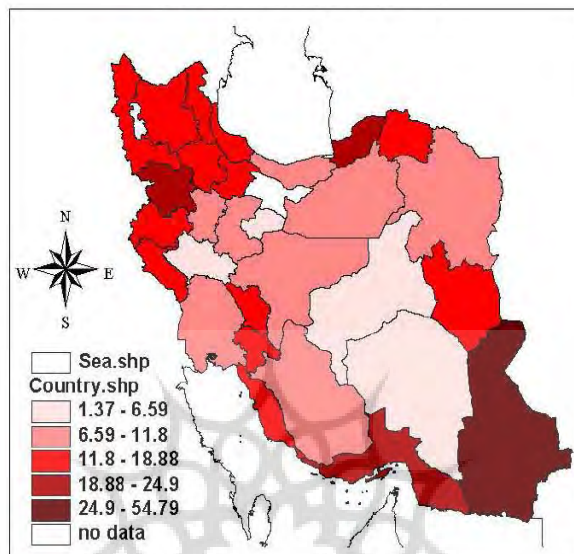 N
W E
S
Sea.shp
Country.shp
1.37 - 6.59
6.59 - 11.8
11.8 - 18.88
18.88 - 24.9
24.9 - 54.79
no data